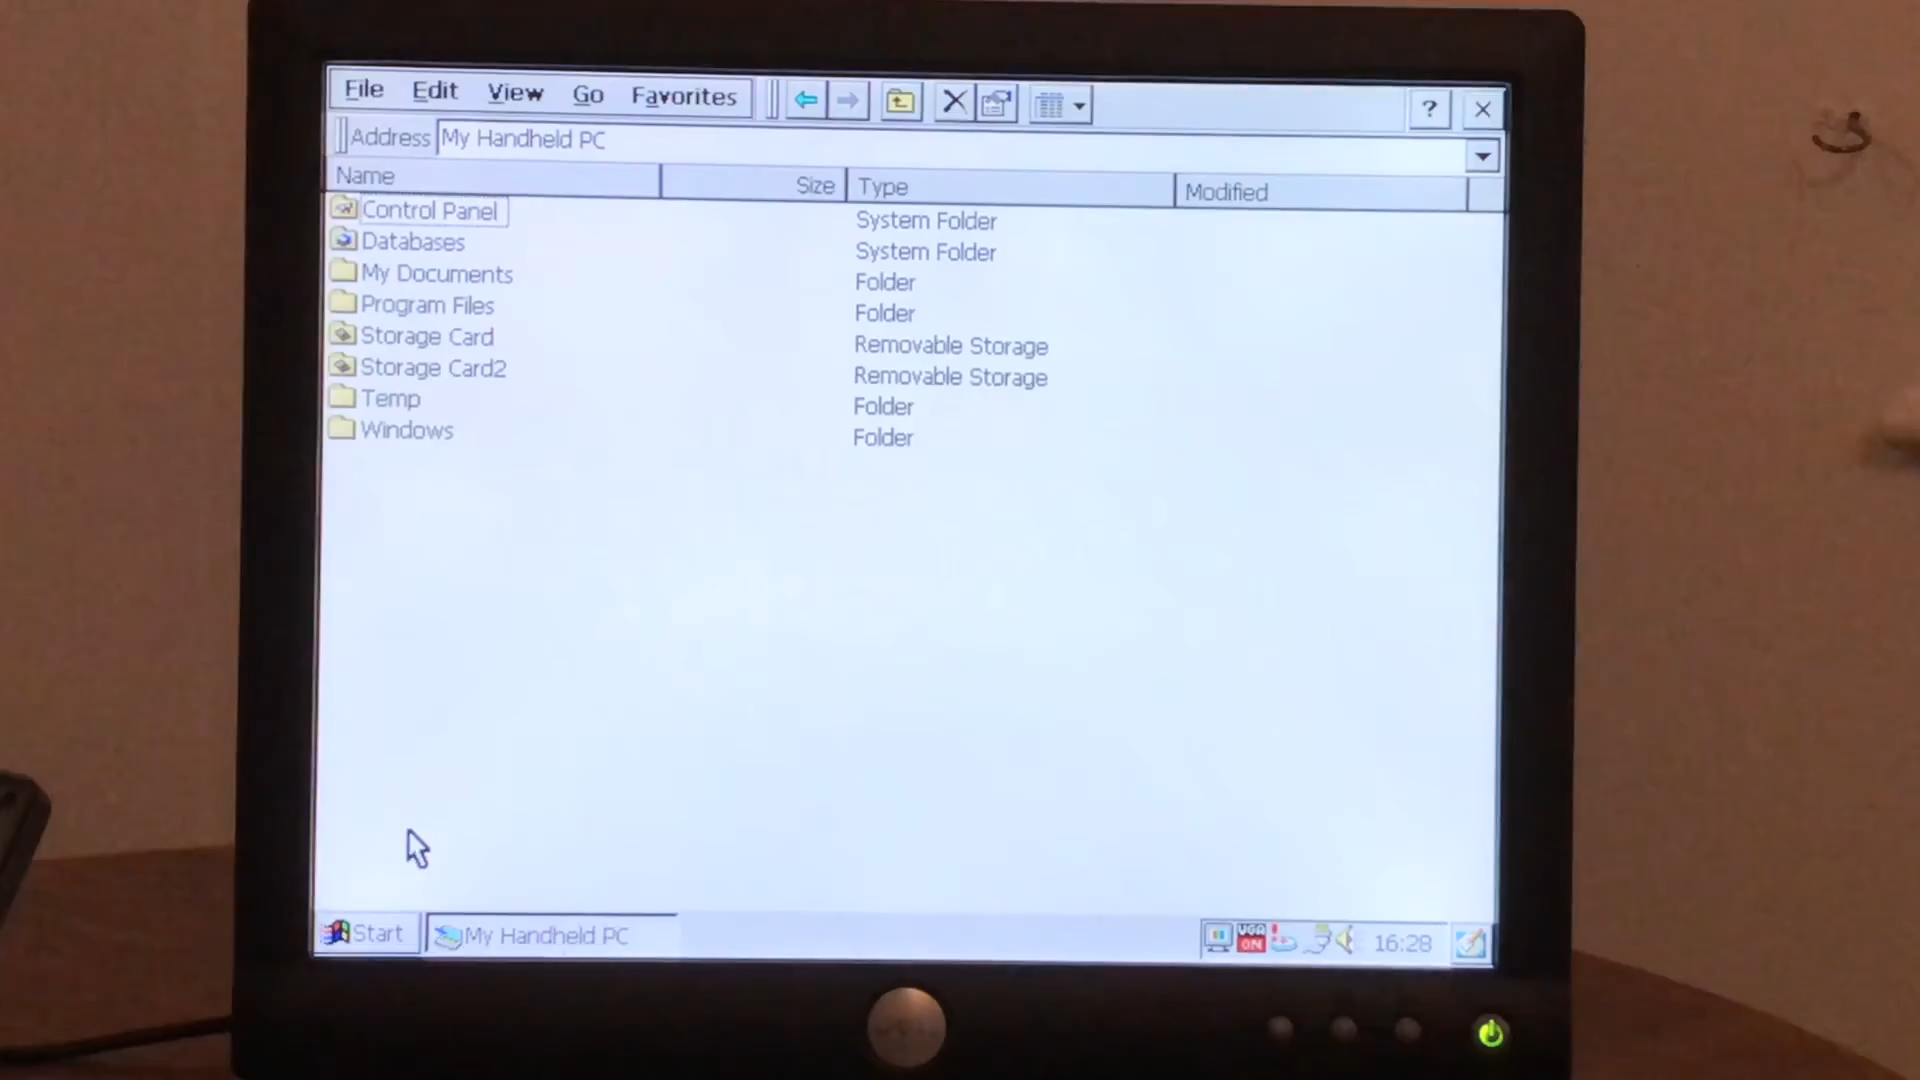 File Edit View Go Favorites ?
Address My Handheld PC
Name Size Type Modified
Control Panel System Folder
Databases System Folder
My Documents Folder
Program Files Folder
Storage Card Removable Storage
Storage Card2 Removable Storage
Temp Folder
Windows Folder
Start My Handheld PC VGA ON 16:28